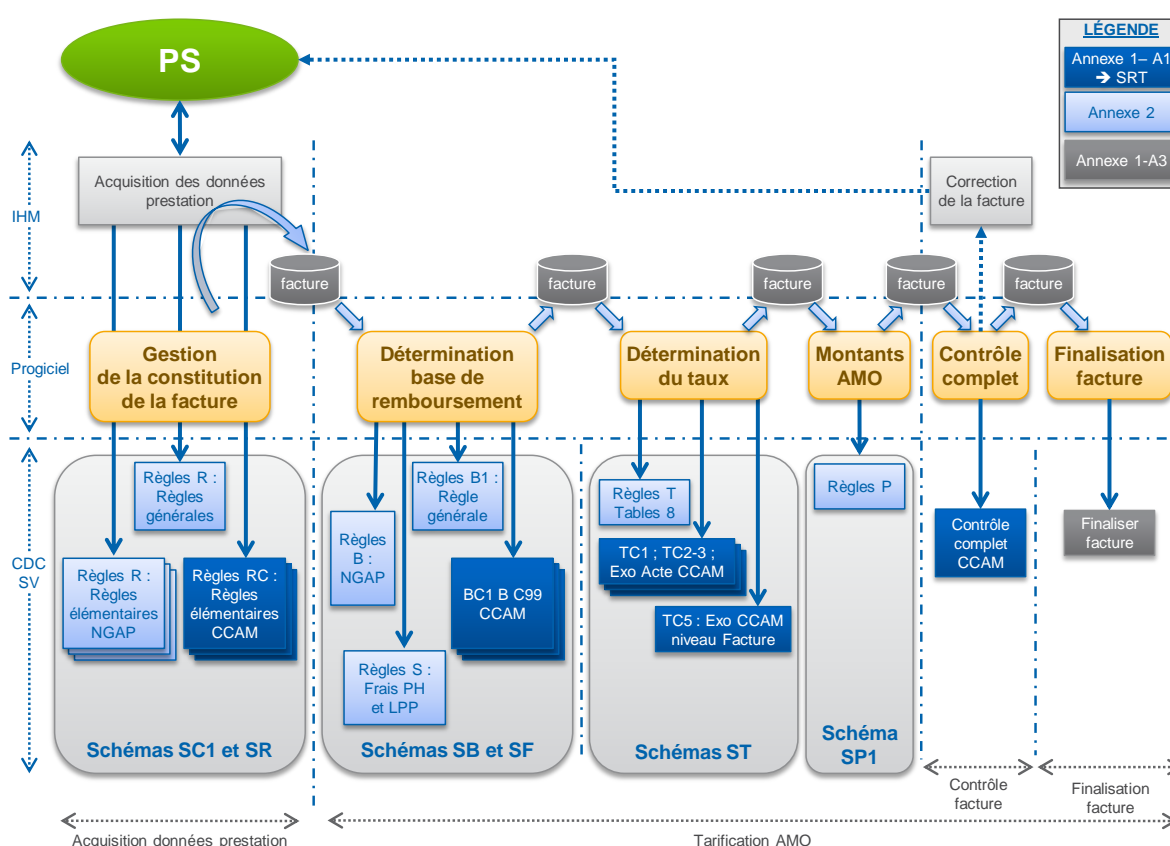 PS
LÉGENDE
Annexe 1– A1
➔ SRT
Annexe 2
Annexe 1-A3
IHM
Acquisition des données
prestation
Correction
de la facture
facture
facture
facture
facture
facture
Progiciel
Gestion
de la constitution
de la facture
Détermination
base de
remboursement
Détermination
du taux
Montants
AMO
Contrôle
complet
Finalisation
facture
CDC
SV
Règles R :
Règles
générales
Règles R :
Règles
élémentaires
NGAP
Règles RC :
Règles
élémentaires
CCAM
Schémas SC1 et SR
Règles B1 :
Règle
générale
Règles
B :
NGAP
BC1 B C99
CCAM
Règles S :
Frais PH
et LPP
Schémas SB et SF
Règles T
Tables 8
TC1 ; TC2-3 ;
Exo Acte CCAM
TC5 : Exo CCAM
niveau Facture
Schémas ST
Règles P
Schéma
SP1
Contrôle
complet
CCAM
Finaliser
facture
Contrôle
facture
Finalisation
facture
Acquisition données prestation
Tarification AMO